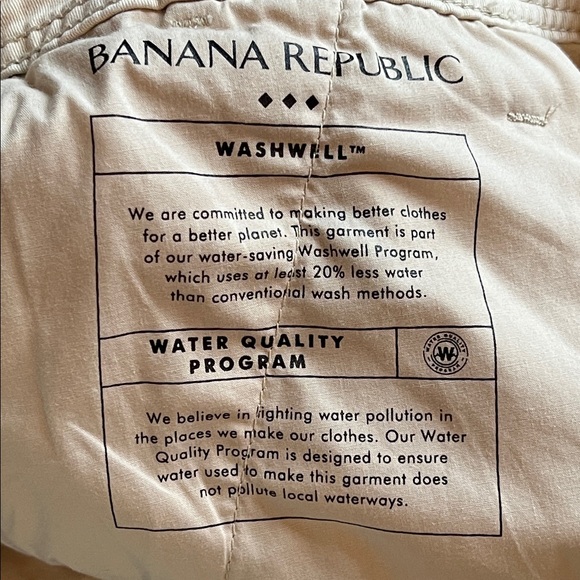 BANANA REPUBLIC
WASHWELL™
We are committed to making better clothes
for a better planet. This garment is part
of our water-saving Washwell Program,
which uses at least 20% less water
than conventional wash methods.
WATER QUALITY
PROGRAM
WATER QUALITY
W
PROGRAM
We believe in fighting water pollution in
the places we make our clothes. Our Water
Quality Program is designed to ensure
water used to make this garment does
not pollute local waterways.